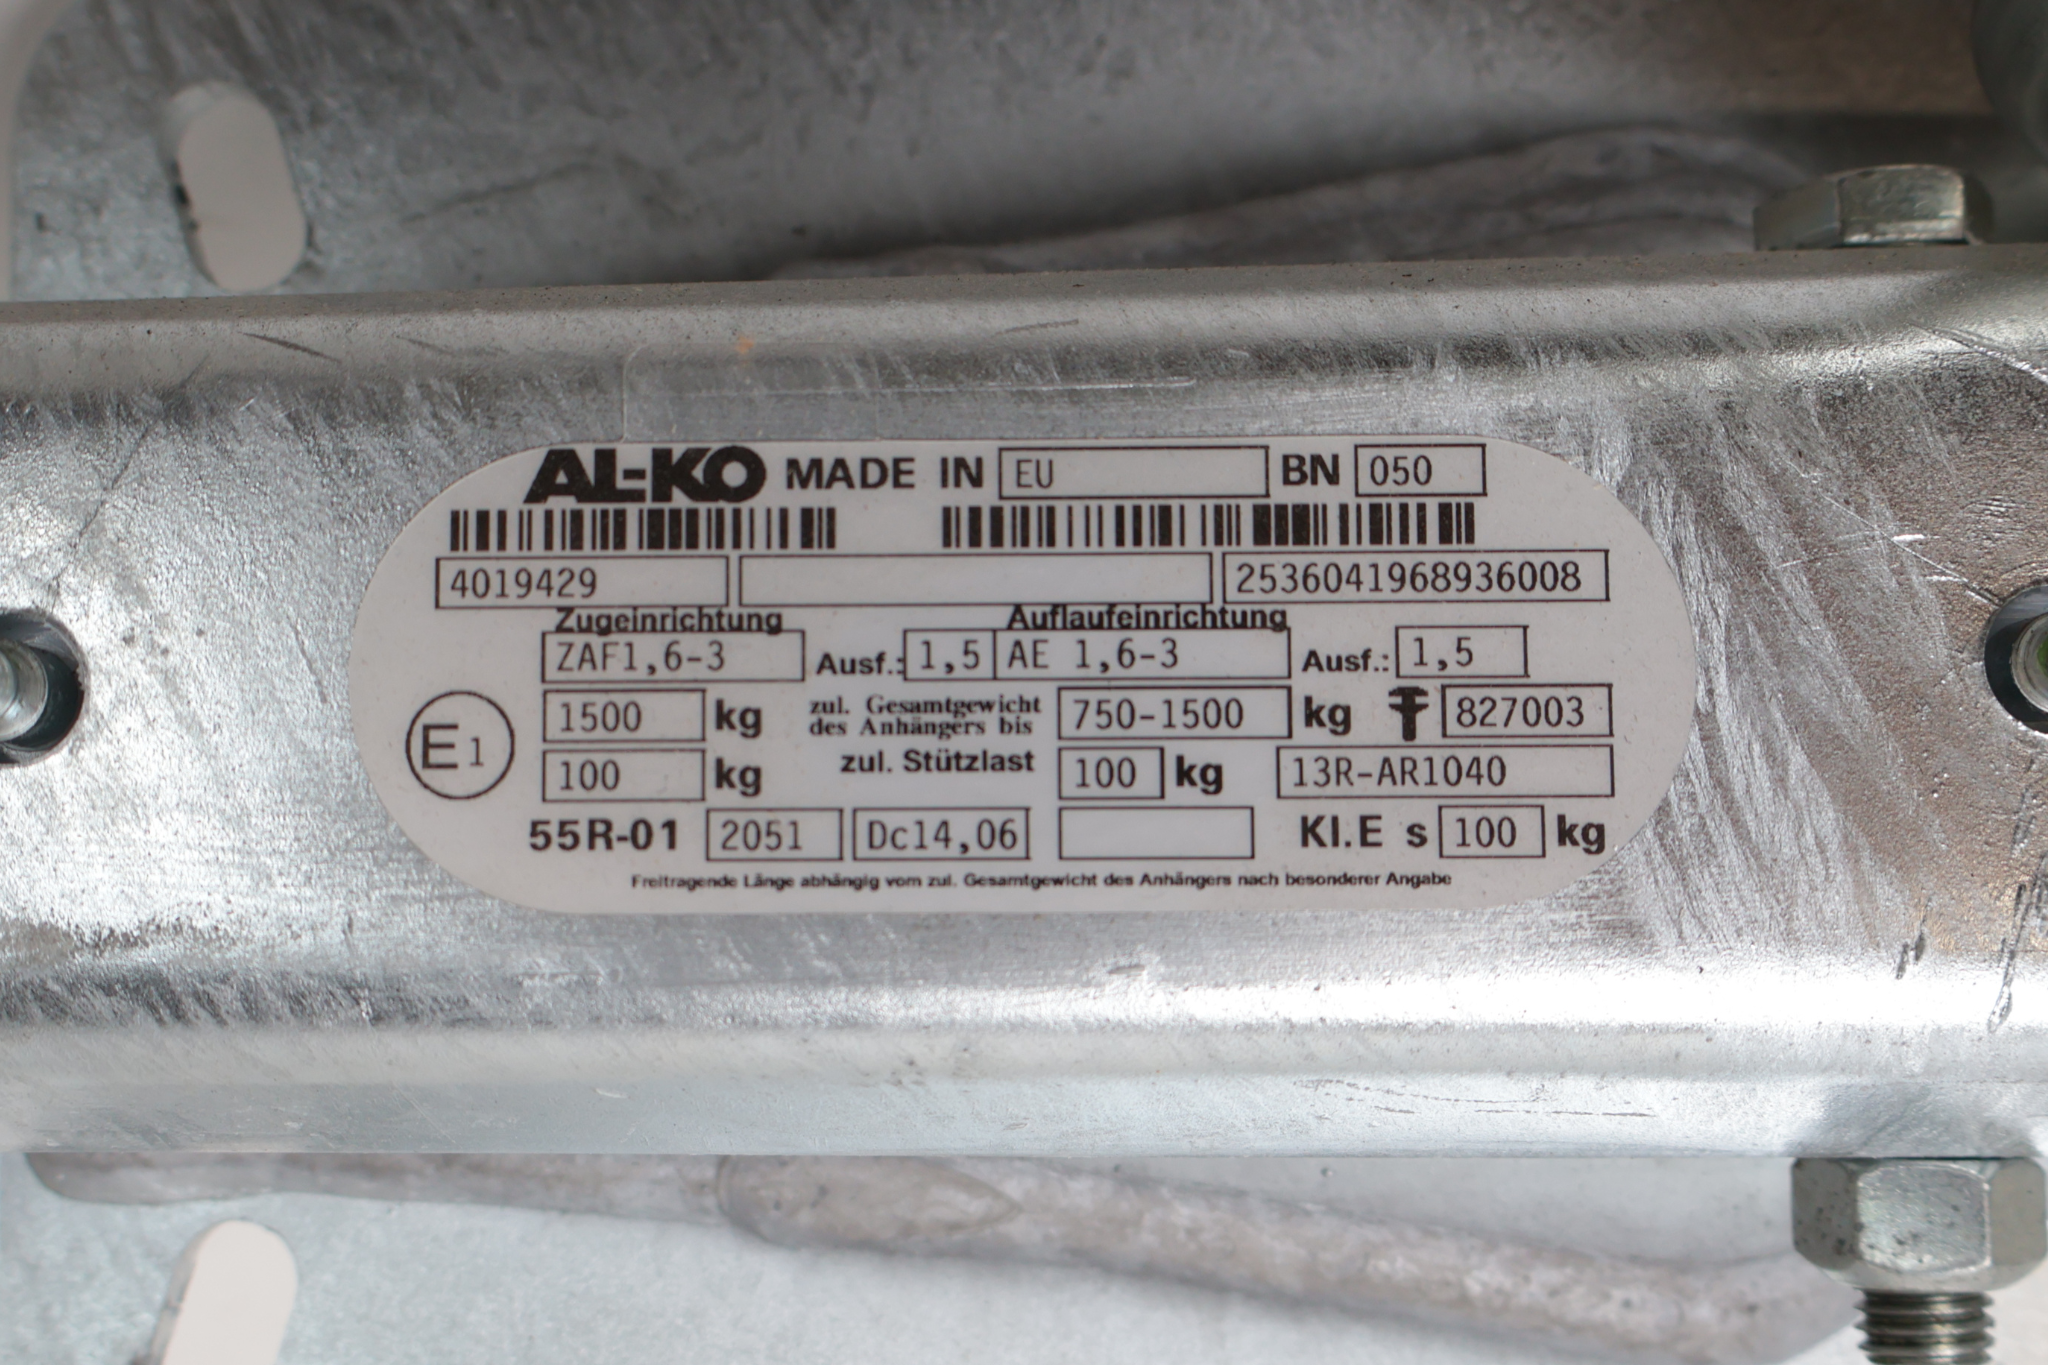 AL-KO MADE IN EU BN 050
4019429 2536041968936008
Zugeinrichtung Auflaufeinrichtung
ZAF1,6-3 Ausf.: 1,5 AE 1,6-3 Ausf.: 1,5
1500 kg zul. Gesamtgewicht des Anhängers bis 750-1500 kg 827003
E1
100 kg zul. Stützlast 100 kg 13R-AR1040
55R-01 2051 Dc14,06 KI.E s 100 kg
Freitragende Länge abhängig vom zul. Gesamtgewicht des Anhängers nach besonderer Angabe